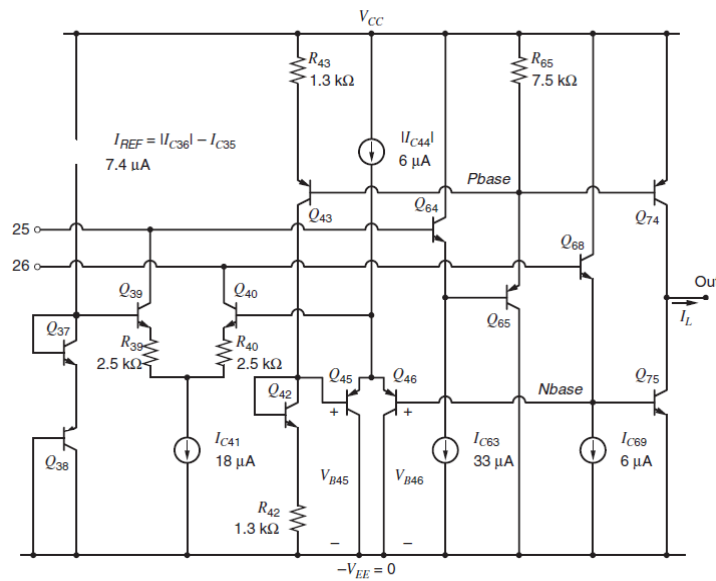 V_CC
R_43
1.3 kΩ
R_65
7.5 kΩ
I_REF = |I_C36| − I_C35
7.4 μA
|I_C44|
6 μA
Pbase
Q_64
Q_43
Q_74
25
Q_68
26
Out
Q_39
Q_40
I_L
Q_37
Q_65
R_39
2.5 kΩ
R_40
2.5 kΩ
Q_45
Q_46
Nbase
Q_75
Q_42
+
+
Q_38
I_C41
18 μA
V_B45
V_B46
I_C63
33 μA
I_C69
6 μA
R_42
1.3 kΩ
−
−
−V_EE = 0